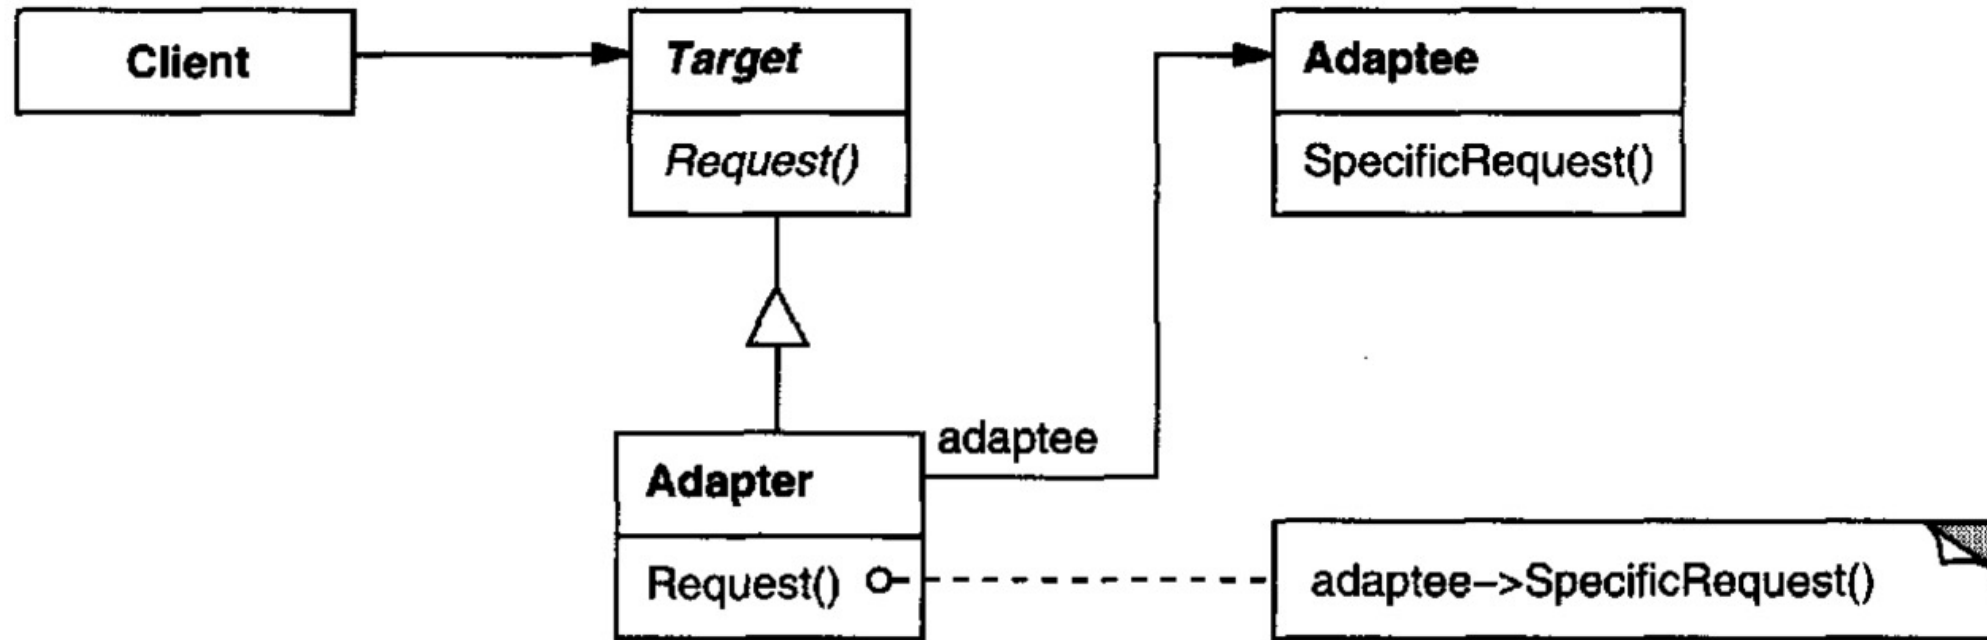 Client
Target
Request()
Adaptee
SpecificRequest()
adaptee
Adapter
Request()
adaptee–>SpecificRequest()